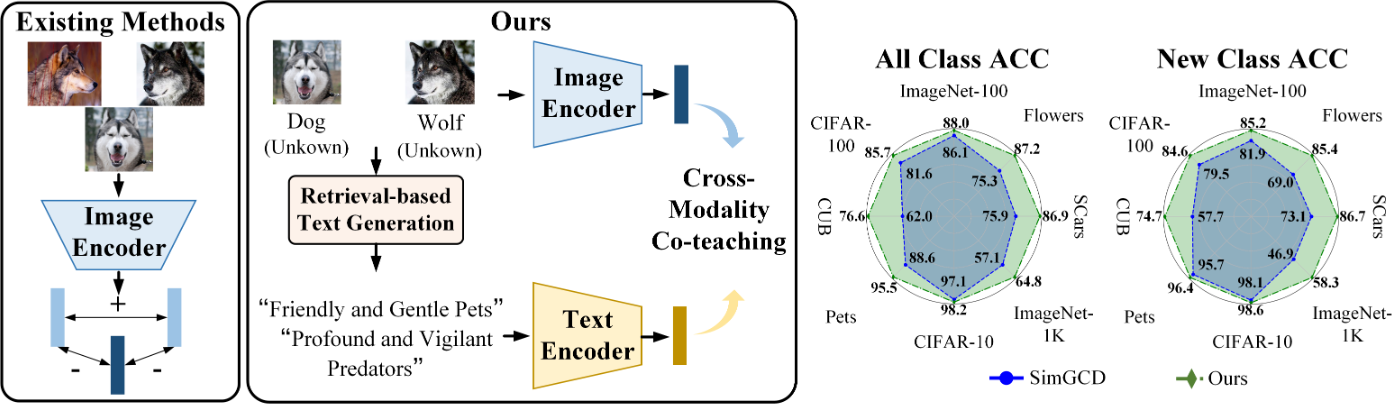 Existing Methods
Image
Encoder
+
-
-
Ours
Dog
(Unkown)
Wolf
(Unkown)
Retrieval-based
Text Generation
“Friendly and Gentle Pets”
“Profound and Vigilant
Predators”
Image
Encoder
Text
Encoder
Cross-
Modality
Co-teaching
All Class ACC
ImageNet-100
Flowers
SCars
ImageNet-
1K
CIFAR-10
Pets
CUB
CIFAR-
100
88.0
86.1
87.2
75.3
86.9
75.9
64.8
57.1
98.2
97.1
95.5
88.6
76.6
62.0
85.7
81.6
New Class ACC
ImageNet-100
Flowers
SCars
ImageNet-
1K
CIFAR-10
Pets
CUB
CIFAR-
100
85.2
81.9
85.4
69.0
86.7
73.1
58.3
46.9
98.6
98.1
96.4
95.7
74.7
57.7
84.6
79.5
SimGCD
Ours